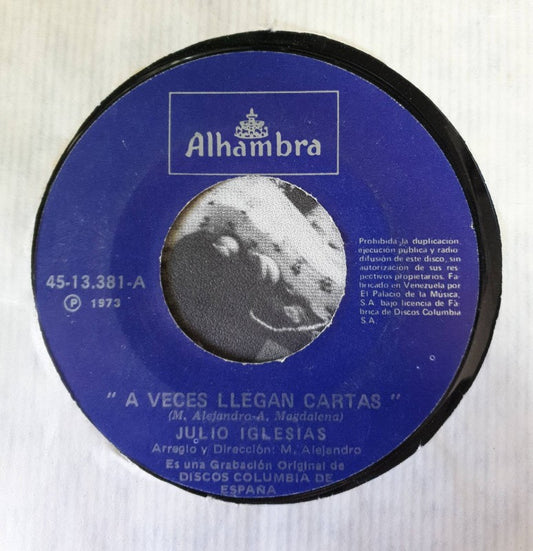 Alhambra
Prohibida la duplicación,
ejecución pública y radio
difusión de este disco, sin
autorización de sus res-
pectivos propietarios. Fa-
bricado en Venezuela por
El Palacio de la Música,
S.A. bajo licencia de Fá-
brica de Discos Columbia
S.A.
45-13.381-A
Ⓟ 1973
" A VECES LLEGAN CARTAS "
(M. Alejandro-A. Magdalena)
JULIO IGLESIAS
Arreglo y Dirección: M. Alejandro
Es una Grabación Original de
DISCOS COLUMBIA DE
ESPAÑA